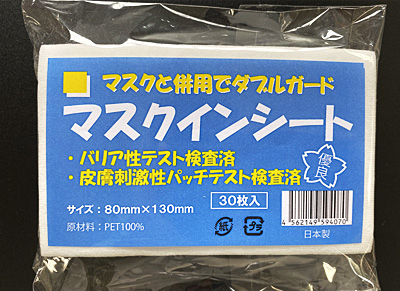 マスクと併用でダブルガード
マスクインシート
・バリア性テスト検査済
・皮膚刺激性パッチテスト検査済
優良
サイズ：80mm×130mm
30枚入
原材料：PET100%
紙
プラ
4 562149 594070
日本製